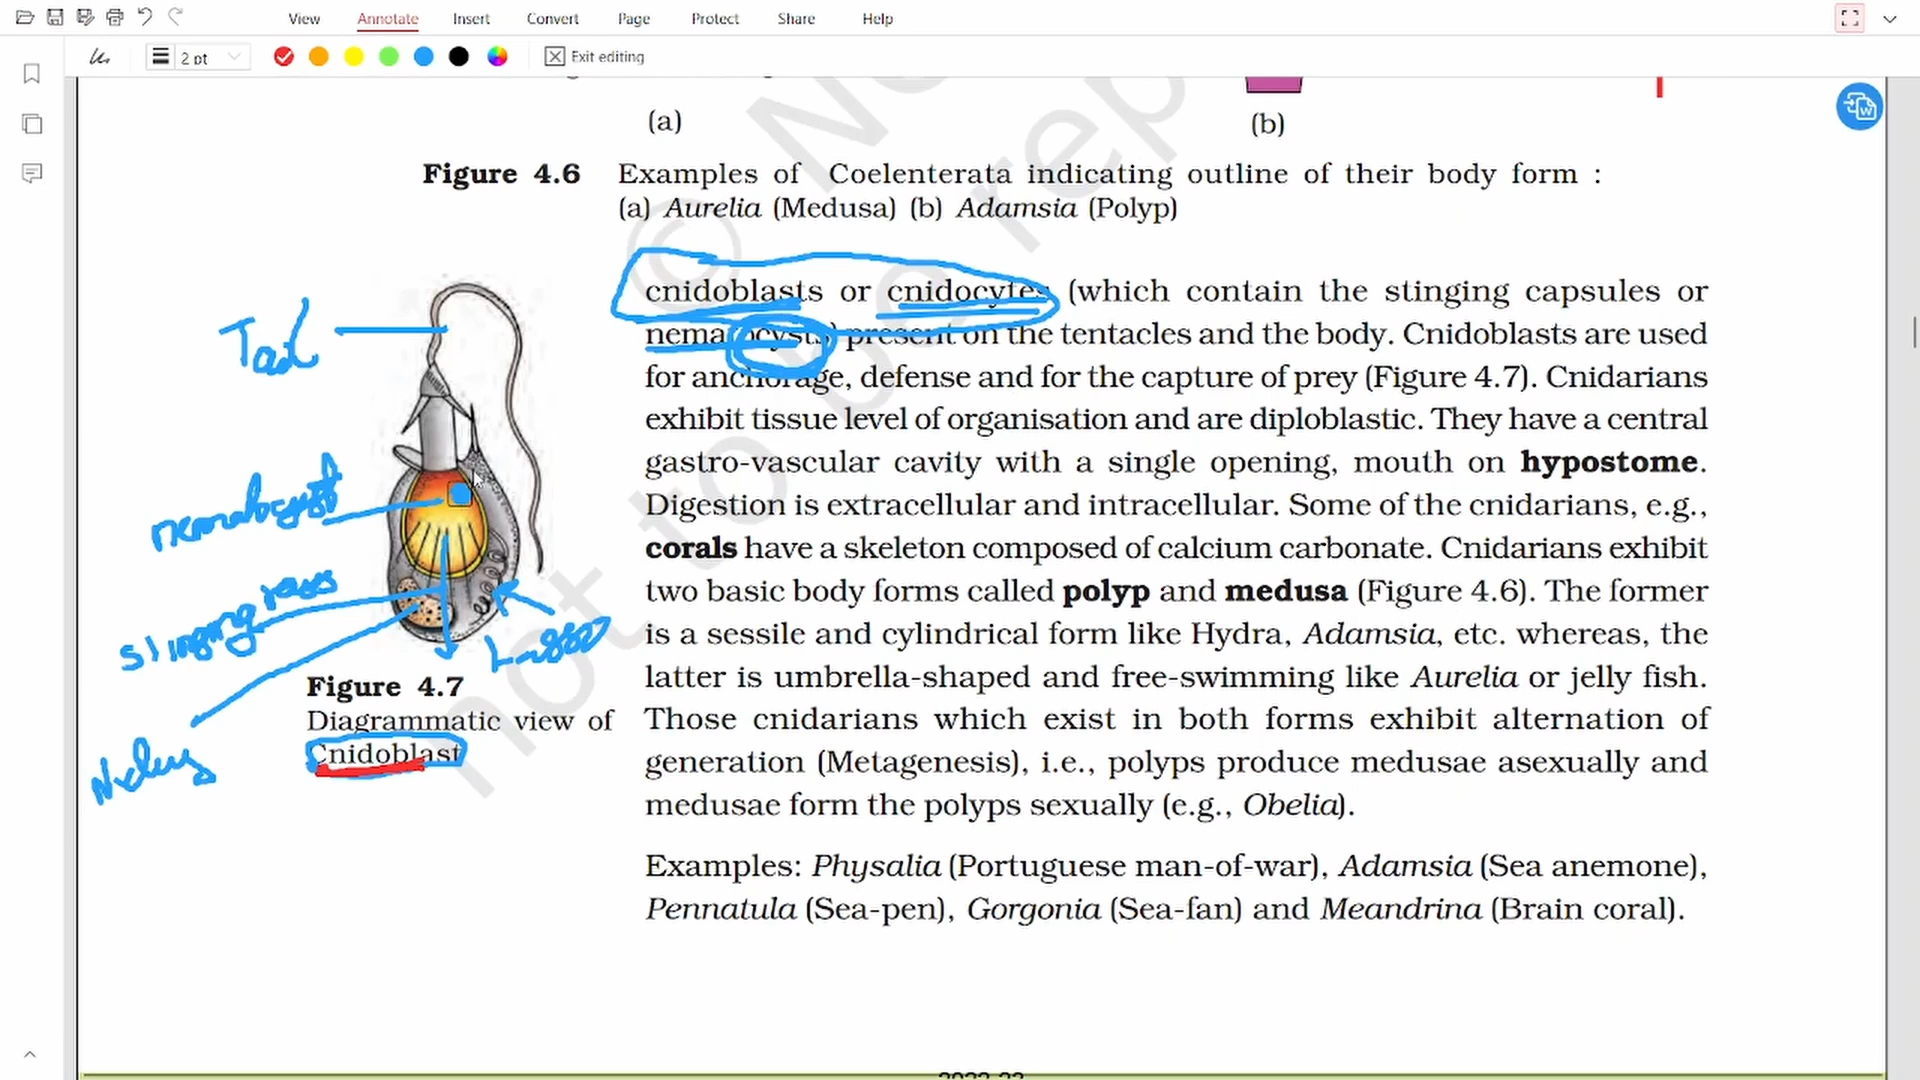 View Annotate Insert Convert Page Protect Share Help
2 pt Exit editing
(a) (b)
Figure 4.6 Examples of Coelenterata indicating outline of their body form :
(a) Aurelia (Medusa) (b) Adamsia (Polyp)
Tail
nematocyst
stinging
Lasso
Figure 4.7
Diagrammatic view of
Cnidoblast
cnidoblasts or cnidocytes (which contain the stinging capsules or
nematocysts) present on the tentacles and the body. Cnidoblasts are used
for anchorage, defense and for the capture of prey (Figure 4.7). Cnidarians
exhibit tissue level of organisation and are diploblastic. They have a central
gastro-vascular cavity with a single opening, mouth on hypostome.
Digestion is extracellular and intracellular. Some of the cnidarians, e.g.,
corals have a skeleton composed of calcium carbonate. Cnidarians exhibit
two basic body forms called polyp and medusa (Figure 4.6). The former
is a sessile and cylindrical form like Hydra, Adamsia, etc. whereas, the
latter is umbrella-shaped and free-swimming like Aurelia or jelly fish.
Those cnidarians which exist in both forms exhibit alternation of
generation (Metagenesis), i.e., polyps produce medusae asexually and
medusae form the polyps sexually (e.g., Obelia).
Examples: Physalia (Portuguese man-of-war), Adamsia (Sea anemone),
Pennatula (Sea-pen), Gorgonia (Sea-fan) and Meandrina (Brain coral).
© No
not to be rep